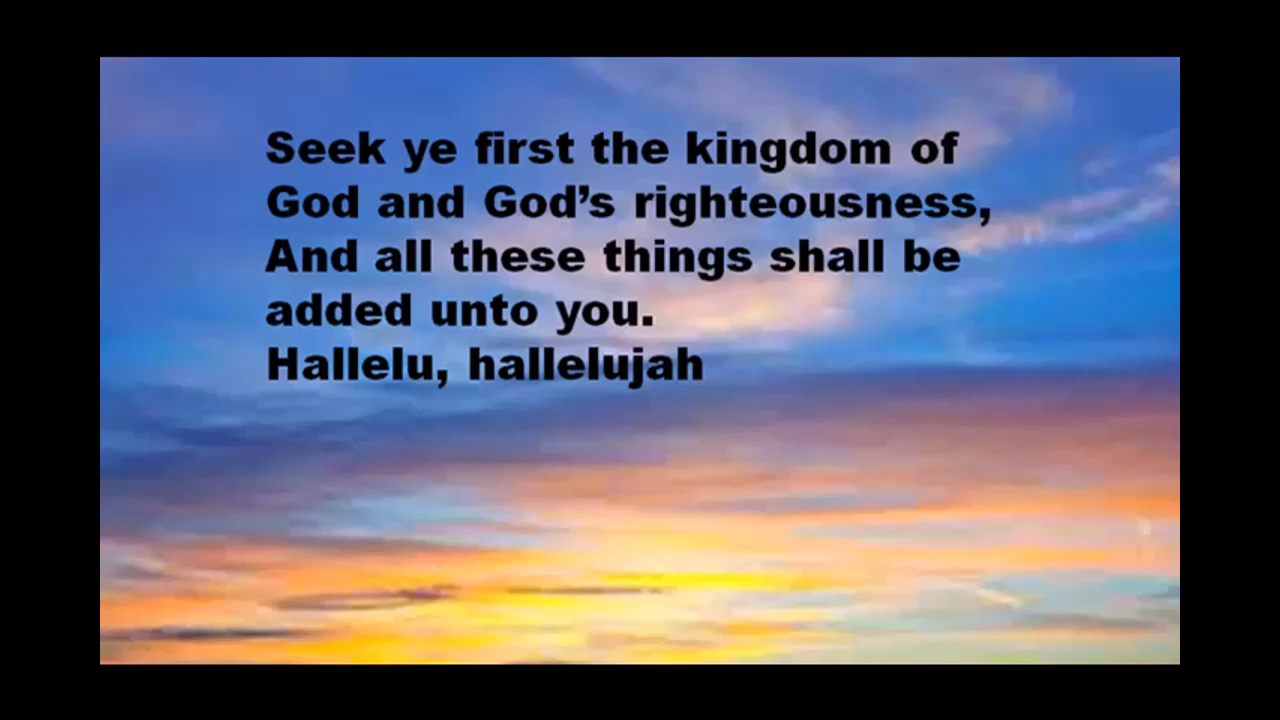 Seek ye first the kingdom of
God and God’s righteousness,
And all these things shall be
added unto you.
Hallelu, hallelujah